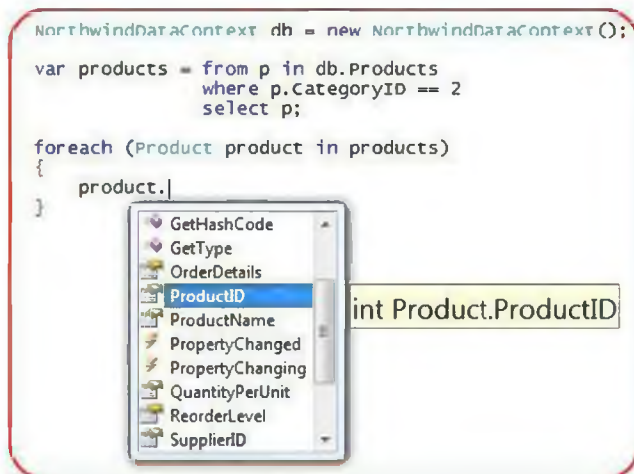 NorthwindDataContext db = new NorthwindDataContext();
var products = from p in db.Products
where p.CategoryID == 2
select p;
foreach (Product product in products)
{
product.
}
GetHashCode
GetType
OrderDetails
ProductID
int Product.ProductID
ProductName
PropertyChanged
PropertyChanging
QuantityPerUnit
ReorderLevel
SupplierID